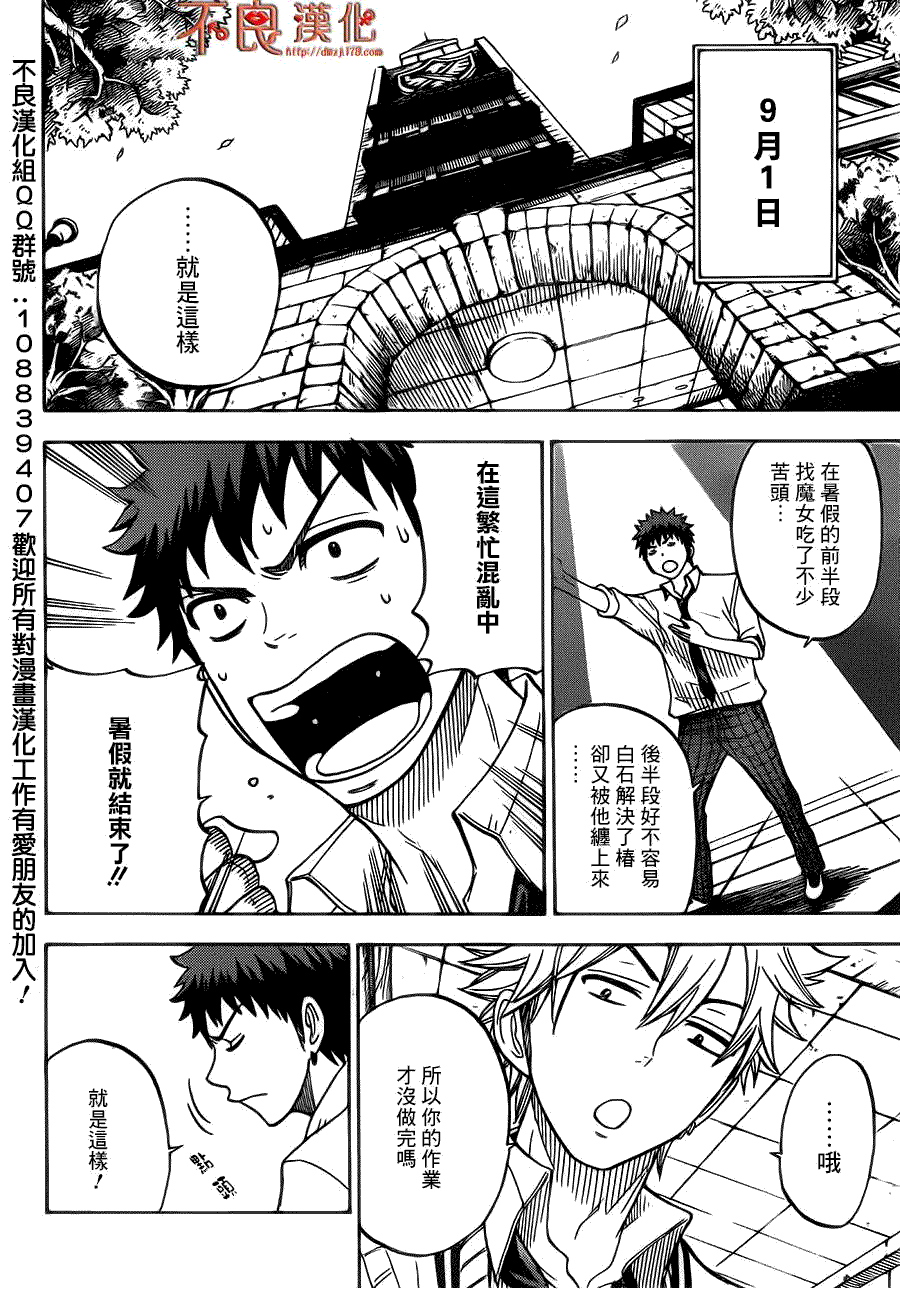 不良漢化
http://dmzj.178.com
9月1日
……就是這樣
在暑假的前半段
找魔女吃了不少
苦頭…
後半段好不容易
白石解決了椿
卻又被他纏上來
……
在這繁忙混亂中
暑假就結束了!!
……哦
所以你的作業
才沒做完嗎
點頭
就是這樣!
不良漢化組QQ群號:108839407歡迎所有對漫畫漢化工作有愛朋友的加入!